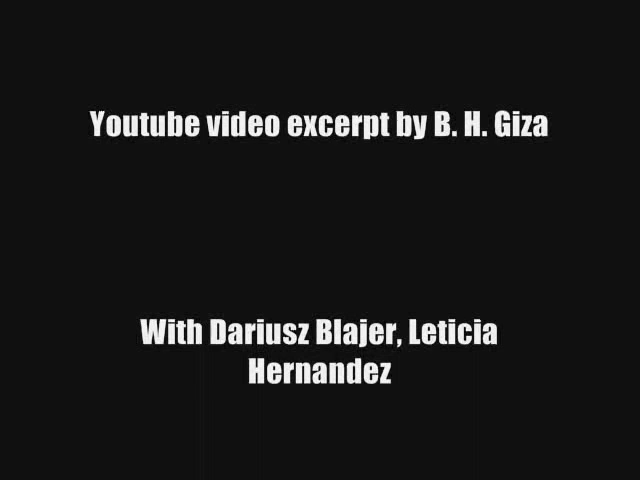 Youtube video excerpt by B. H. Giza
With Dariusz Blajer, Leticia
Hernandez